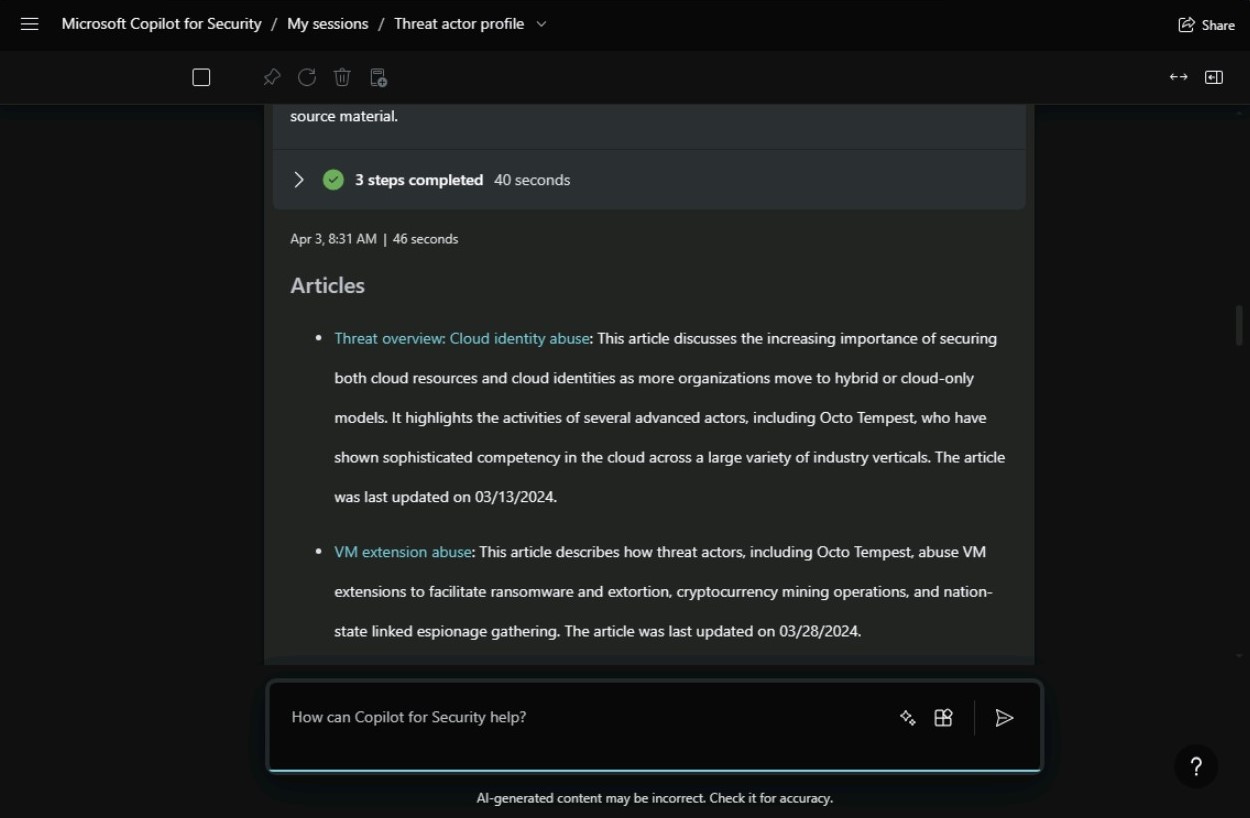 Microsoft Copilot for Security / My sessions / Threat actor profile
Share
source material.
3 steps completed 40 seconds
Apr 3, 8:31 AM | 46 seconds
Articles
• Threat overview: Cloud identity abuse: This article discusses the increasing importance of securing
both cloud resources and cloud identities as more organizations move to hybrid or cloud-only
models. It highlights the activities of several advanced actors, including Octo Tempest, who have
shown sophisticated competency in the cloud across a large variety of industry verticals. The article
was last updated on 03/13/2024.
• VM extension abuse: This article describes how threat actors, including Octo Tempest, abuse VM
extensions to facilitate ransomware and extortion, cryptocurrency mining operations, and nation-
state linked espionage gathering. The article was last updated on 03/28/2024.
How can Copilot for Security help?
?
AI-generated content may be incorrect. Check it for accuracy.